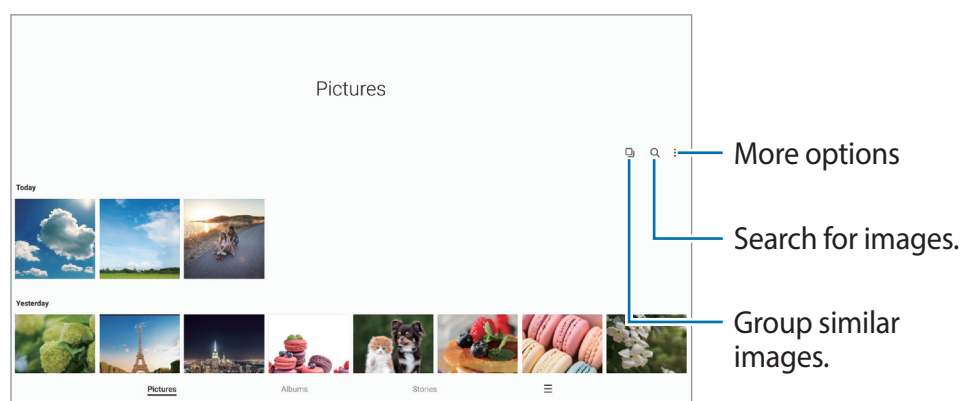 Pictures
More options
Today
Search for images.
Yesterday
Group similar
images.
Pictures
Albums
Stories